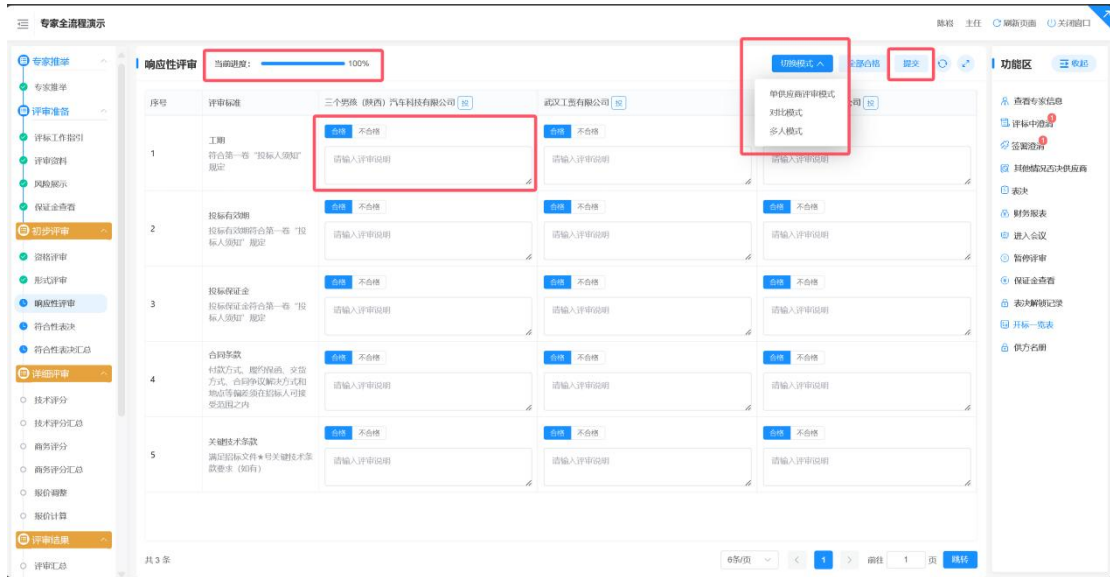 专家全流程演示
主任 刷新页面 关闭窗口
专家推举
专家推举
评审准备
评标工作指引
评审资料
风险展示
保证金查看
初步评审
资格评审
形式评审
响应性评审
符合性表决
符合性表决汇总
详细评审
技术评分
技术评分汇总
商务评分
商务评分汇总
报价调整
报价计算
评审结果
评审汇总
响应性评审 当前进度： 100%
切换模式 全部合格 提交
单供应商评审模式
对比模式
多人模式
序号 评审标准 三个男孩（陕西）汽车科技有限公司 投 武汉工贸有限公司 投 公司 投
1 工期 合格 不合格 合格 不合格
符合第一卷“投标人须知”
规定
请输入评审说明 请输入评审说明 请输入评审说明
2 投标有效期 合格 不合格 合格 不合格 合格 不合格
投标有效期符合第一卷“投
标人须知”规定
请输入评审说明 请输入评审说明 请输入评审说明
3 投标保证金 合格 不合格 合格 不合格 合格 不合格
投标保证金符合第一卷“投
标人须知”规定
请输入评审说明 请输入评审说明 请输入评审说明
4 合同条款 合格 不合格 合格 不合格 合格 不合格
付款方式、履约保函、交货
方式、合同争议解决方式和
地点等偏差须在招标人可接
受范围之内
请输入评审说明 请输入评审说明 请输入评审说明
5 关键技术条款 合格 不合格 合格 不合格 合格 不合格
满足招标文件★号关键技术条
款要求（如有）
请输入评审说明 请输入评审说明 请输入评审说明
共 3 条
6条/页 1 前往 1 页 跳转
功能区 收起
查看专家信息
评标中澄清 1
签署澄清 1
其他情况否决供应商
表决
财务报表
进入会议
暂停评审
保证金查看
表决解锁记录
开标一览表
供方名册